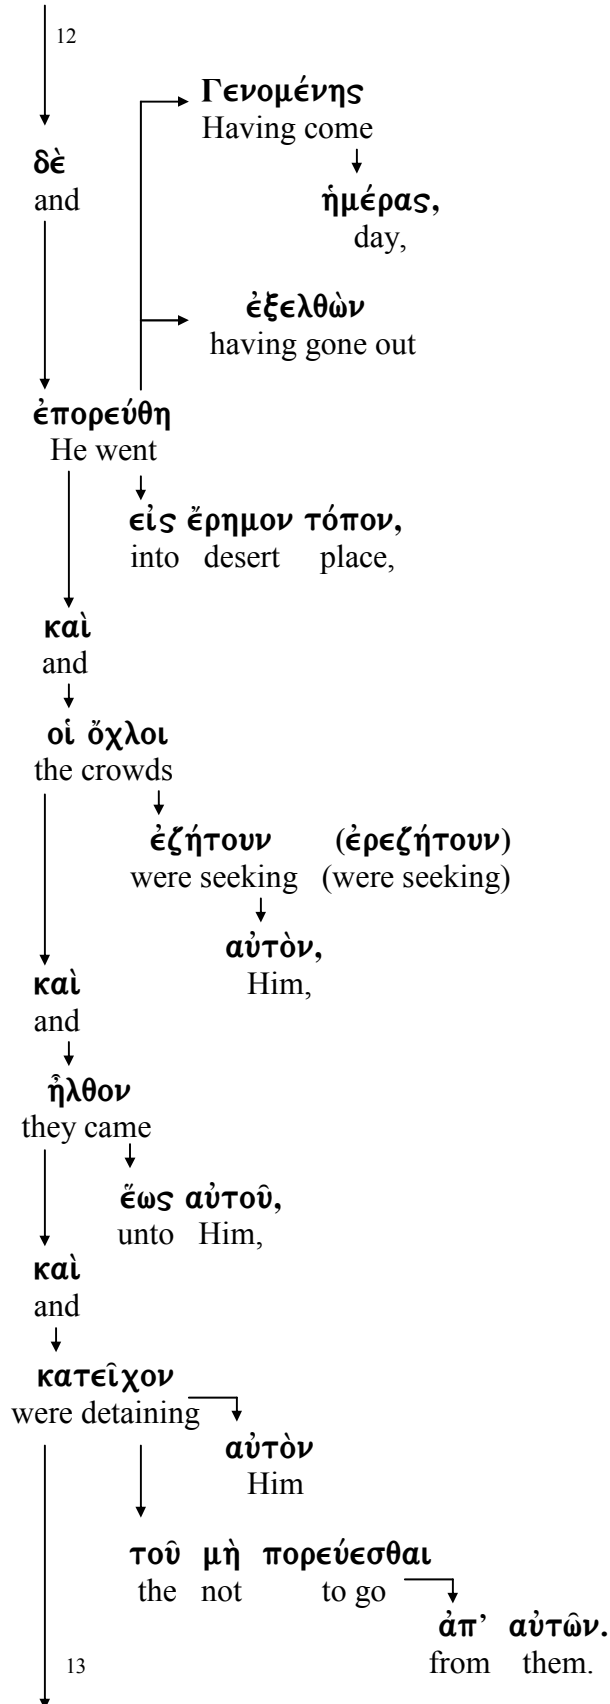 12
Γενομένης
Having come
δὲ
and
ἡμέρας,
day,
ἐξελθὼν
having gone out
ἐπορεύθη
He went
εἰς ἔρημον τόπον,
into desert place,
καὶ
and
οἱ ὄχλοι
the crowds
ἐζήτουν (ἐρεζήτουν)
were seeking (were seeking)
αὐτὸν,
Him,
καὶ
and
ἦλθον
they came
ἕως αὐτοῦ,
unto Him,
καὶ
and
κατεῖχον
were detaining
αὐτὸν
Him
τοῦ μὴ πορεύεσθαι
the not to go
ἀπ’ αὐτῶν.
from them.
13